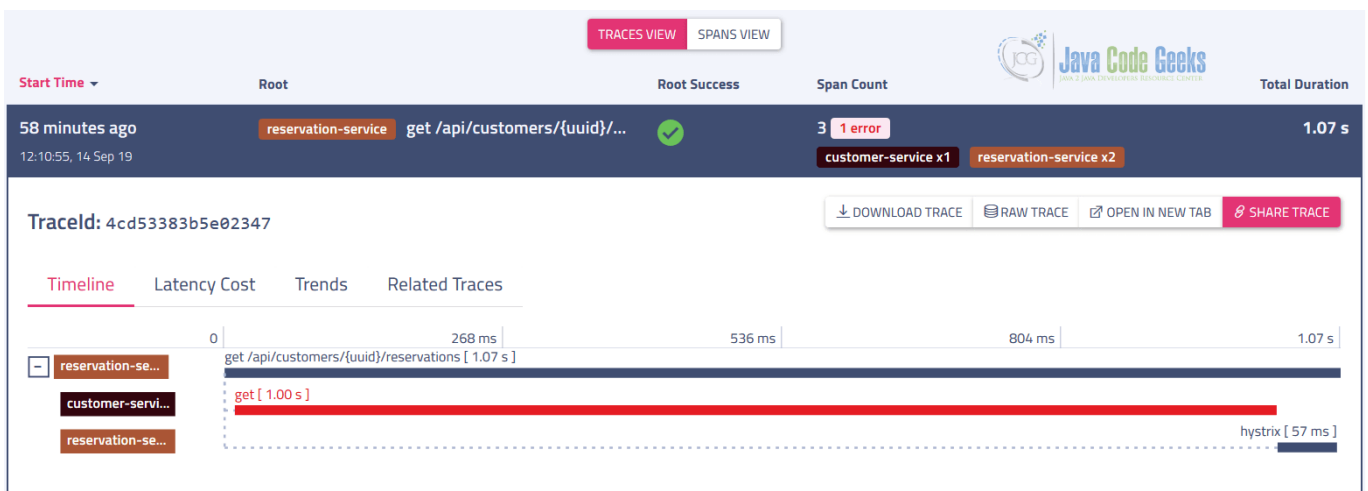 TRACES VIEW SPANS VIEW
JCG Java Code Geeks
JAVA 2 JAVA DEVELOPERS RESOURCE CENTER
Start Time Root Root Success Span Count Total Duration
58 minutes ago reservation-service get /api/customers/{uuid}/... 3 1 error 1.07 s
12:10:55, 14 Sep 19 customer-service x1 reservation-service x2
TraceId: 4cd53383b5e02347 DOWNLOAD TRACE RAW TRACE OPEN IN NEW TAB SHARE TRACE
Timeline Latency Cost Trends Related Traces
0 268 ms 536 ms 804 ms 1.07 s
get /api/customers/{uuid}/reservations [ 1.07 s ]
reservation-se...
get [ 1.00 s ]
customer-servi...
hystrix [ 57 ms ]
reservation-se...